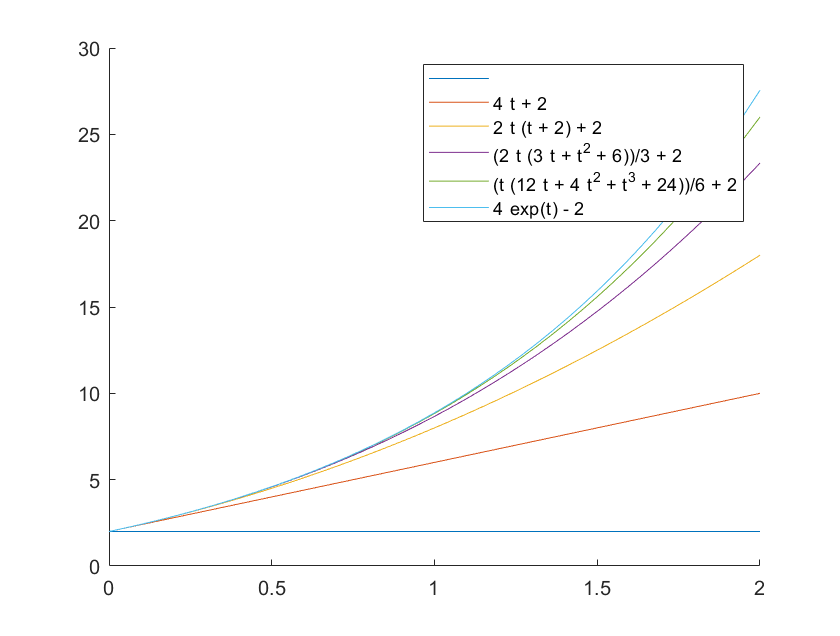 30
25
20
15
10
5
0
4 t + 2
2 t (t + 2) + 2
(2 t (3 t + t² + 6))/3 + 2
(t (12 t + 4 t² + t³ + 24))/6 + 2
4 exp(t) - 2
0 0.5 1 1.5 2